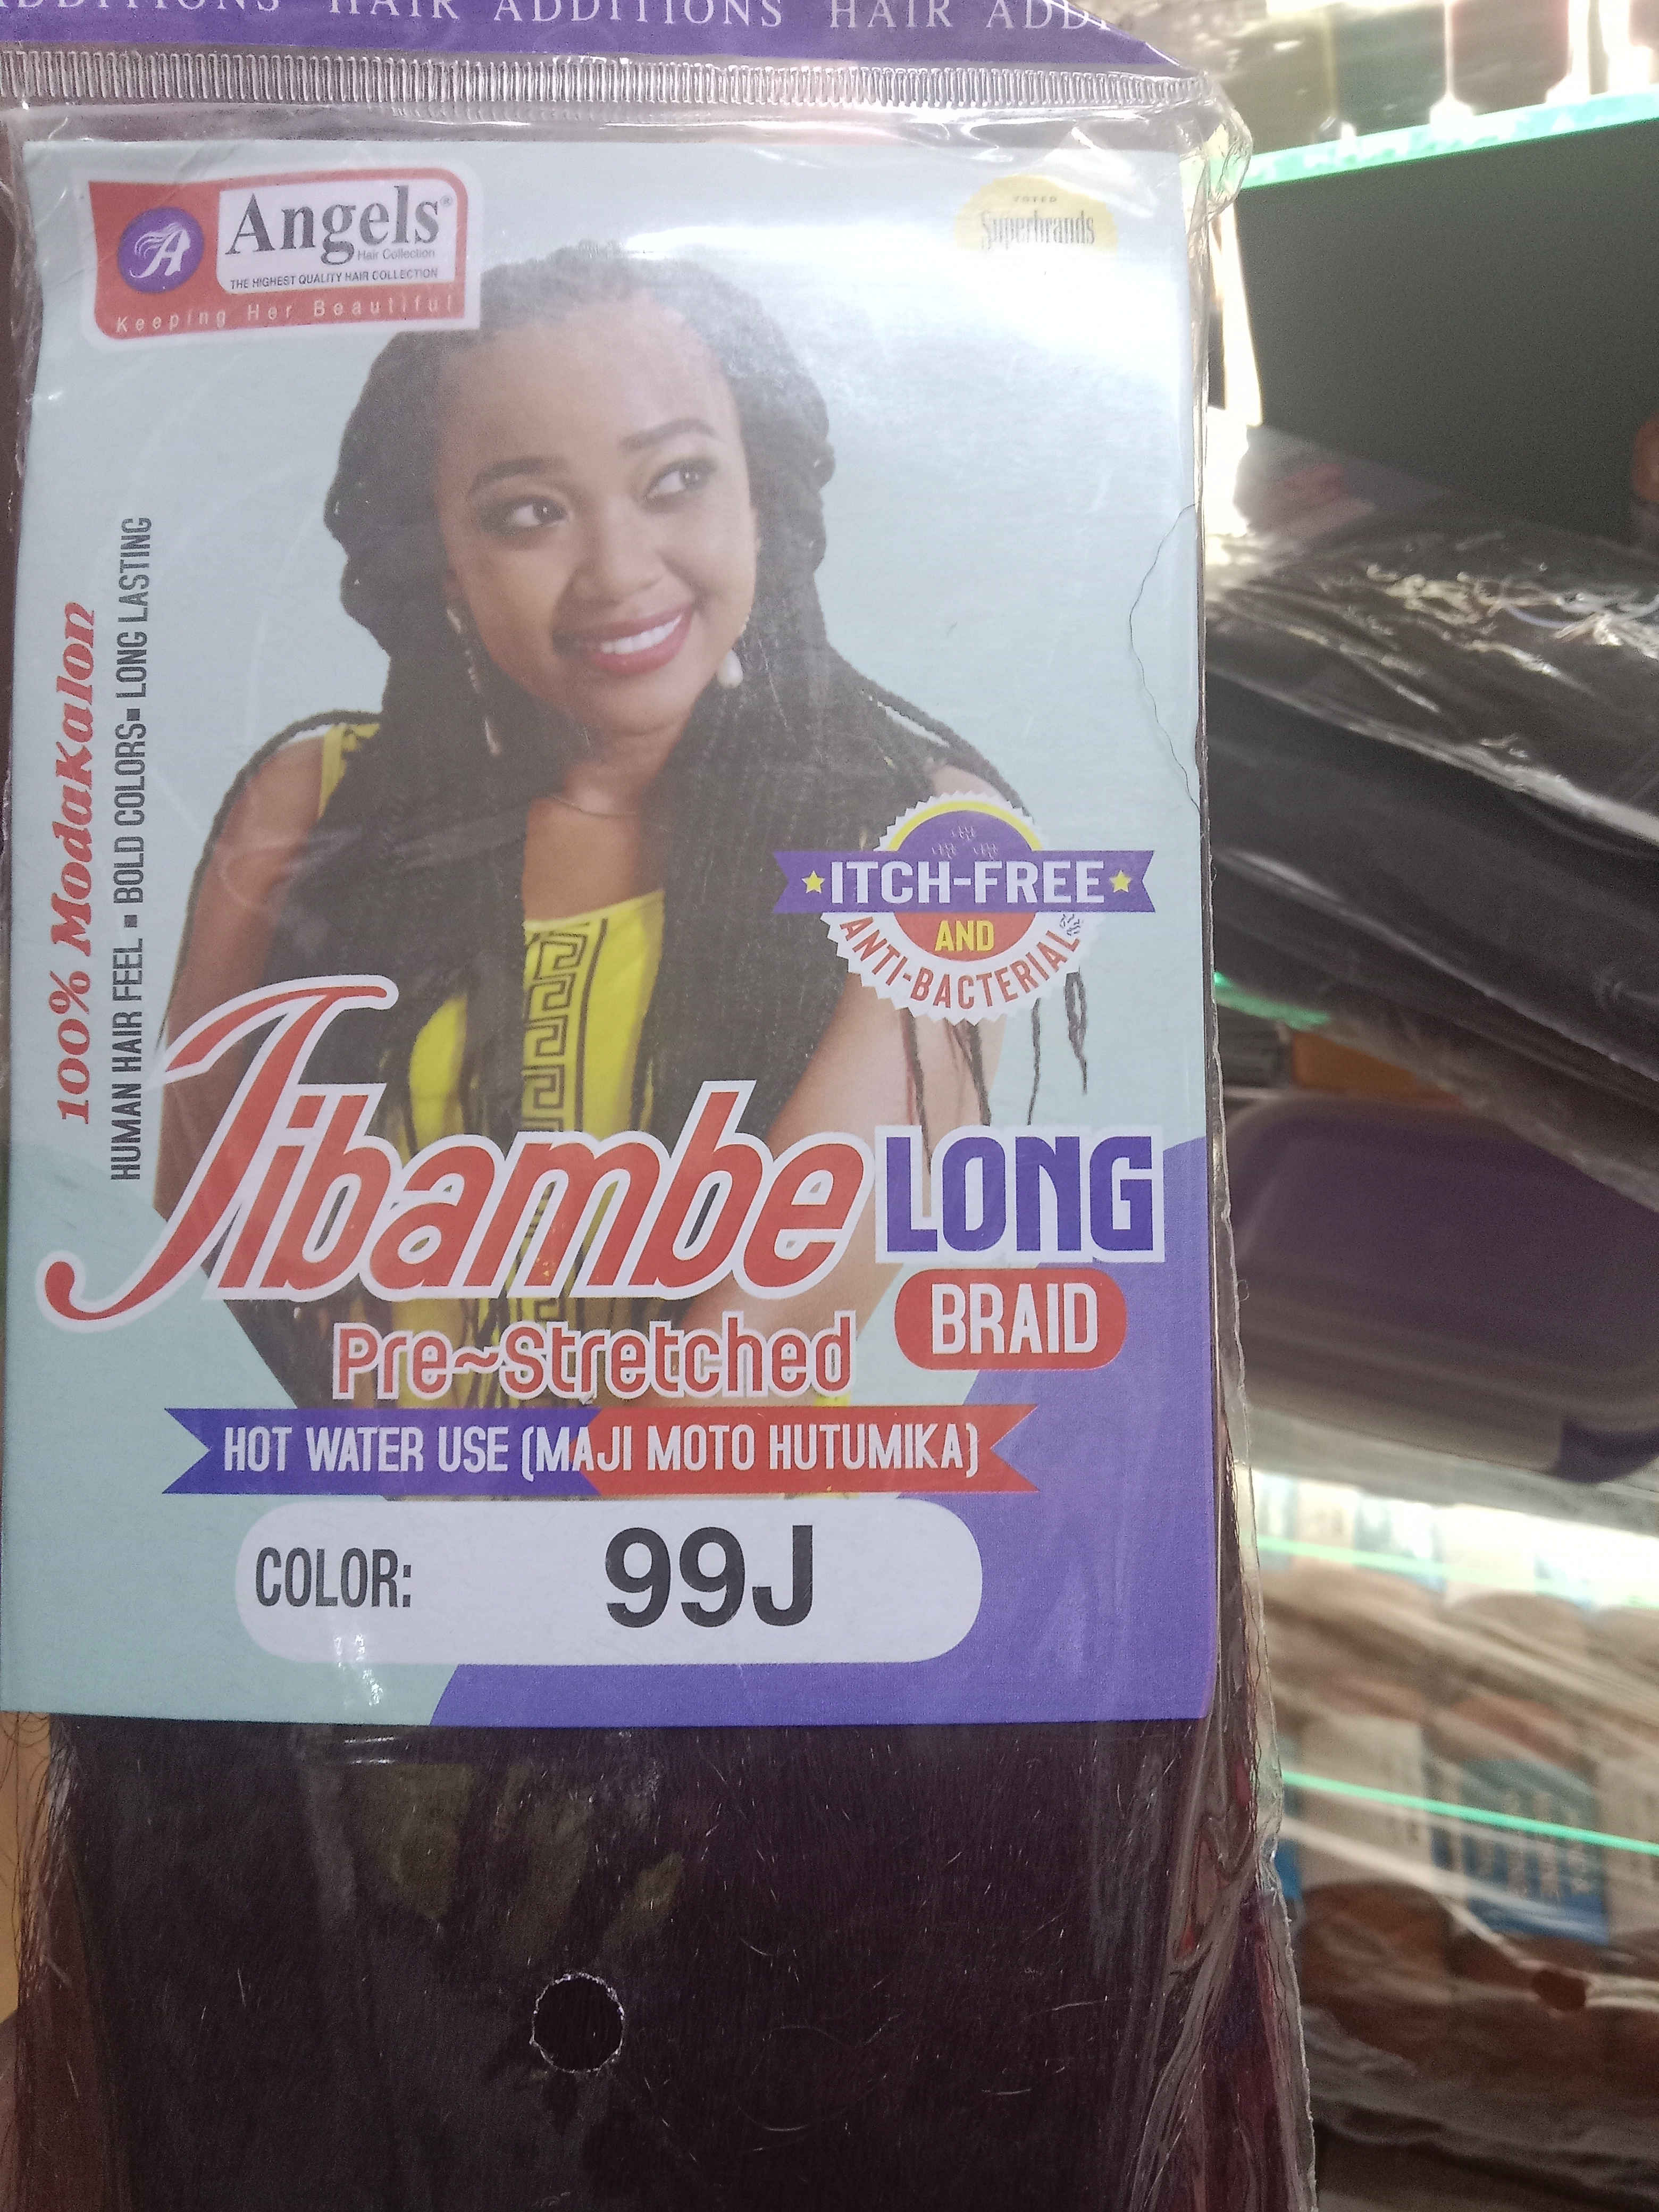 HAIR ADDITIONS HAIR
Angels®
Hair Collection
THE HIGHEST QUALITY HAIR COLLECTION
Keeping Her Beautiful
VOTED
Superbrands
100% ModaKalon
HUMAN HAIR FEEL ▪ BOLD COLORS ▪ LONG LASTING
ITCH-FREE
AND
ANTI-BACTERIAL
Jibambe LONG
BRAID
Pre~Stretched
HOT WATER USE (MAJI MOTO HUTUMIKA)
COLOR: 99J